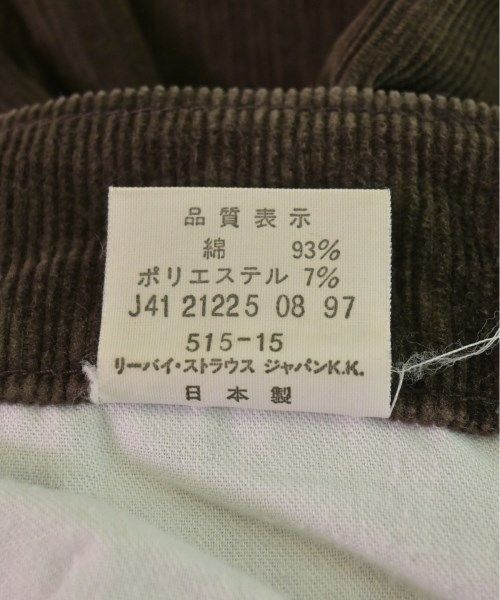 品質表示
綿 93%
ポリエステル 7%
J41 21225 08 97
515-15
リーバイ・ストラウス ジャパンK.K.
日本製